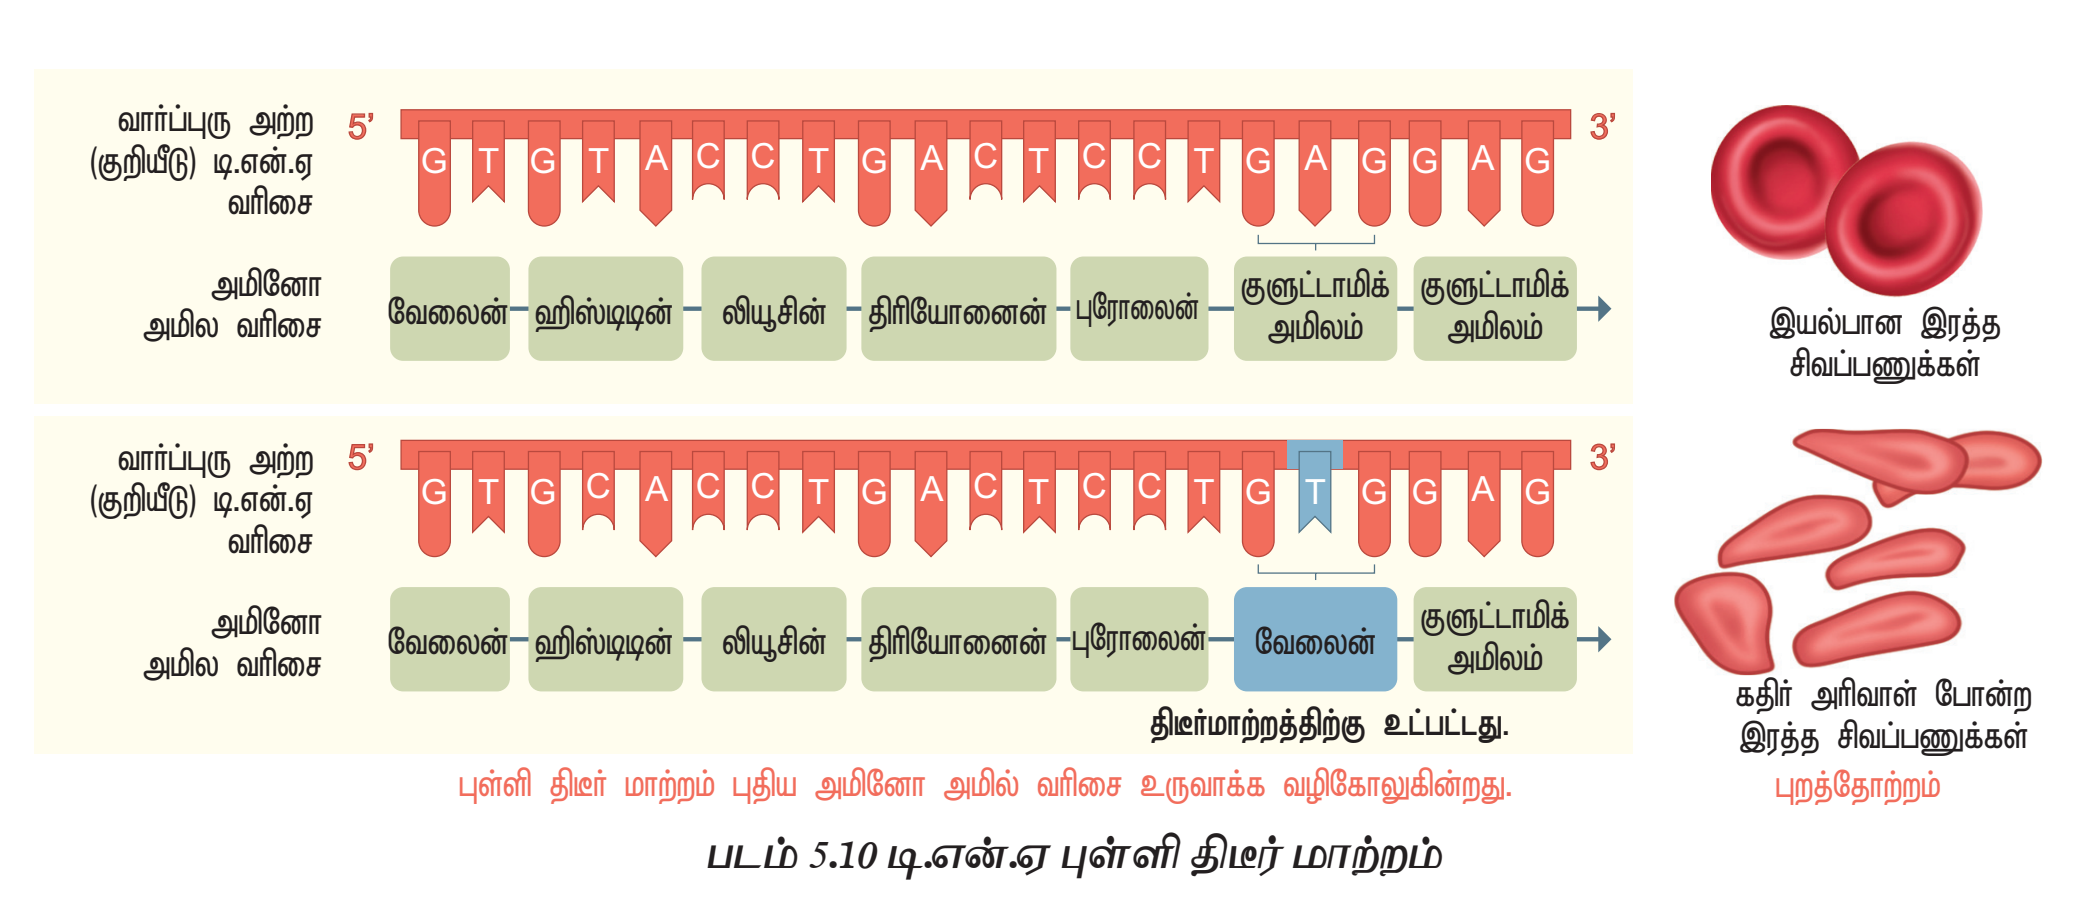 வார்ப்புரு அற்ற
(குறியீடு) டி.என்.ஏ
வரிசை
5’ G T G T A C C T G A C T C C T G A G G A G 3’
அமினோ
அமில வரிசை
வேலைன் ஹிஸ்டிடின் லியூசின் திரியோனைன் புரோலைன் குளுட்டாமிக் அமிலம் குளுட்டாமிக் அமிலம்
இயல்பான இரத்த
சிவப்பணுக்கள்
வார்ப்புரு அற்ற
(குறியீடு) டி.என்.ஏ
வரிசை
5’ G T G C A C C T G A C T C C T G T G G A G 3’
அமினோ
அமில வரிசை
வேலைன் ஹிஸ்டிடின் லியூசின் திரியோனைன் புரோலைன் வேலைன் குளுட்டாமிக் அமிலம்
திடீர்மாற்றத்திற்கு உட்பட்டது.
கதிர் அரிவாள் போன்ற
இரத்த சிவப்பணுக்கள்
புள்ளி திடீர் மாற்றம் புதிய அமினோ அமில் வரிசை உருவாக்க வழிகோலுகின்றது.
புறத்தோற்றம்
படம் 5.10 டி.என்.ஏ புள்ளி திடீர் மாற்றம்